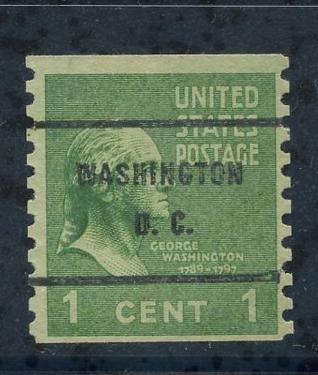 UNITED
STATES
POSTAGE
WASHINGTON
D. C.
GEORGE
WASHINGTON
1789-1797
1 CENT 1